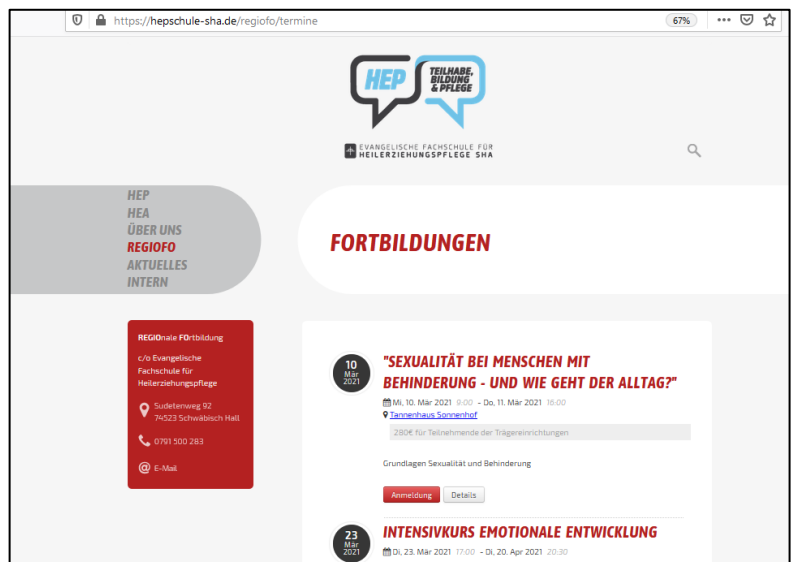 https://hepschule-sha.de/regiofo/termine
67%
HEP
TEILHABE,
BILDUNG
& PFLEGE
EVANGELISCHE FACHSCHULE FÜR
HEILERZIEHUNGSPFLEGE SHA
HEP
HEA
ÜBER UNS
REGIOFO
AKTUELLES
INTERN
FORTBILDUNGEN
REGIOnale FOrtbildung
c/o Evangelische
Fachschule für
Heilerziehungspflege
Sudetenweg 92
74523 Schwäbisch Hall
0791 500 283
@ E-Mail
10
Mär
2021
"SEXUALITÄT BEI MENSCHEN MIT
BEHINDERUNG - UND WIE GEHT DER ALLTAG?"
Mi, 10. Mär 2021 9:00 - Do, 11. Mär 2021 16:00
Tannenhaus Sonnenhof
280€ für Teilnehmende der Trägereinrichtungen
Grundlagen Sexualität und Behinderung
Anmeldung Details
23
Mär
2021
INTENSIVKURS EMOTIONALE ENTWICKLUNG
Di, 23. Mär 2021 17:00 - Di, 20. Apr 2021 20:30